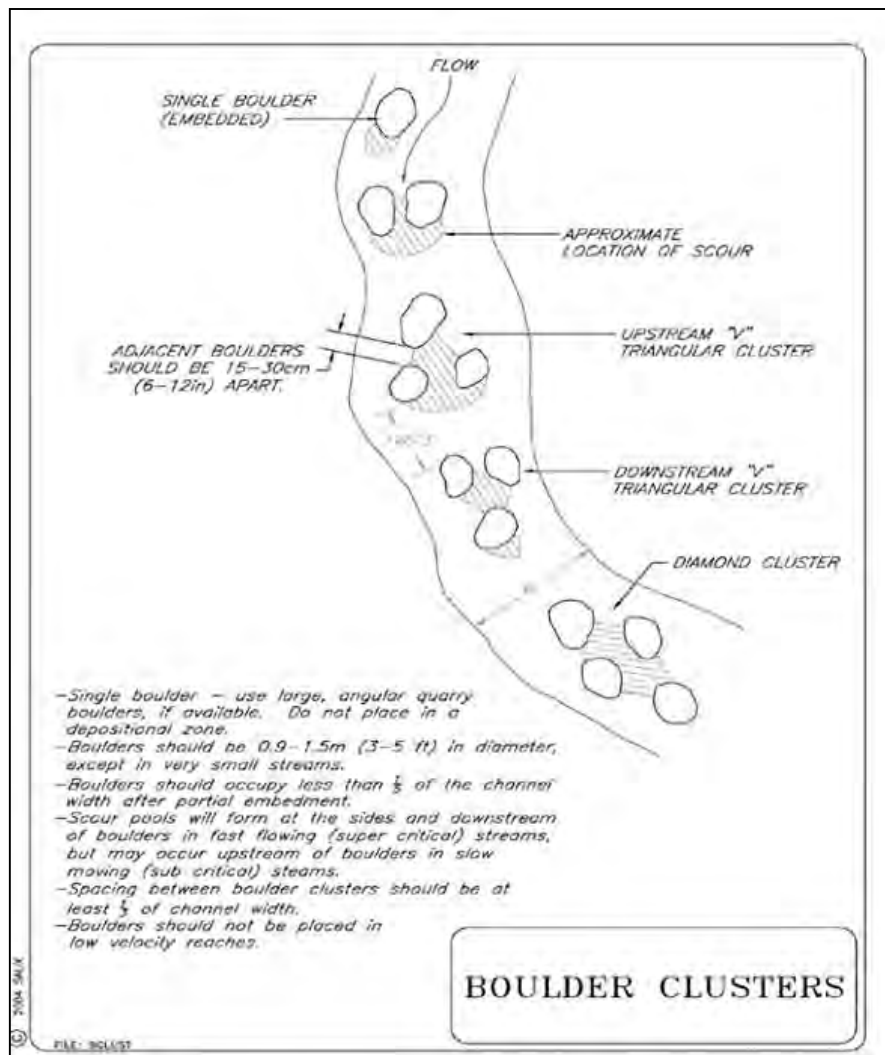 FLOW
SINGLE BOULDER
(EMBEDDED)
APPROXIMATE
LOCATION OF SCOUR
UPSTREAM "V"
TRIANGULAR CLUSTER
ADJACENT BOULDERS
SHOULD BE 15-30cm
(6-12in) APART.
DOWNSTREAM "V"
TRIANGULAR CLUSTER
DIAMOND CLUSTER
-Single boulder - use large, angular quarry
boulders, if available. Do not place in a
depositional zone.
-Boulders should be 0.9-1.5m (3-5 ft) in diameter,
except in very small streams.
-Boulders should occupy less than of the channel
width after partial embedment.
-Scour pools will form at the sides and downstream
of boulders in fast flowing (super critical) streams,
but may occur upstream of boulders in slow
moving (sub critical) steams.
-Spacing between boulder clusters should be at
least of channel width.
-Boulders should not be placed in
low velocity reaches.
BOULDER CLUSTERS
© 2004 SALIX
FILE: